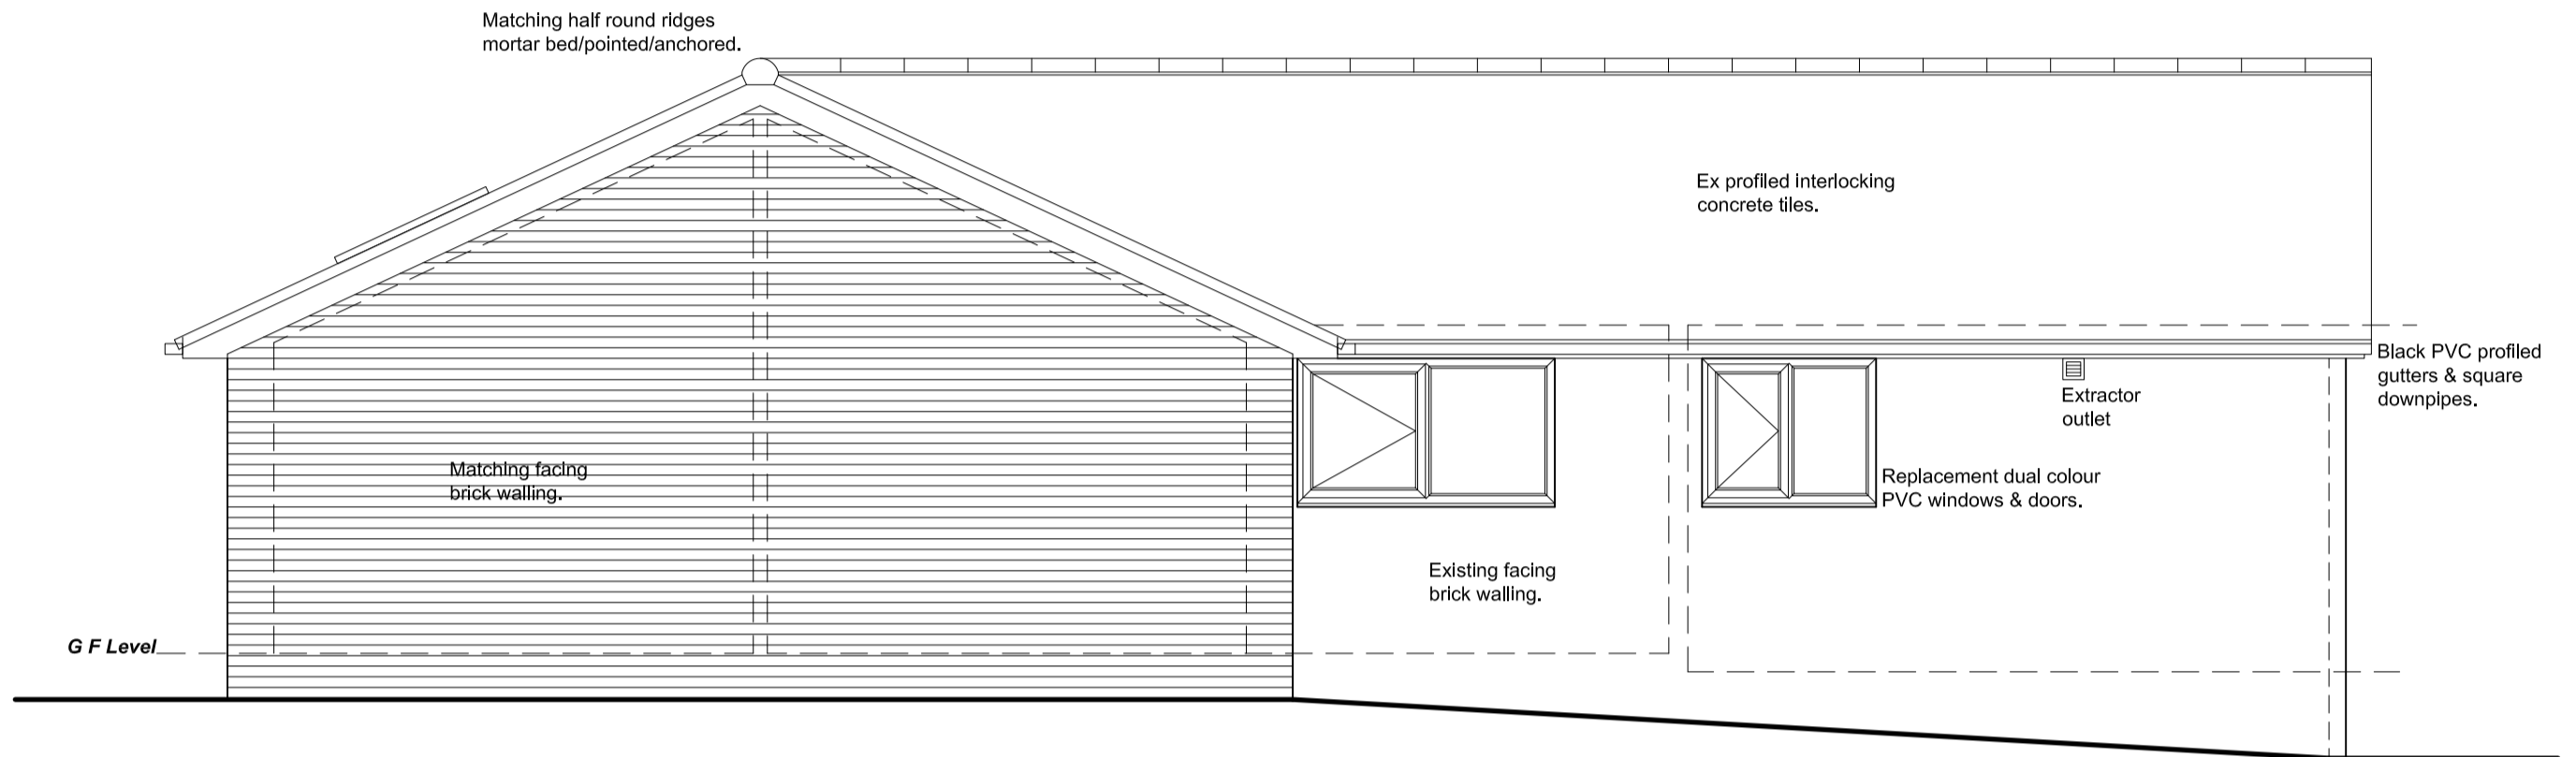 Matching half round ridges
mortar bed/pointed/anchored.
Ex profiled interlocking
concrete tiles.
Black PVC profiled
gutters & square
downpipes.
Extractor
outlet
Matching facing
brick walling.
Replacement dual colour
PVC windows & doors.
Existing facing
brick walling.
G F Level